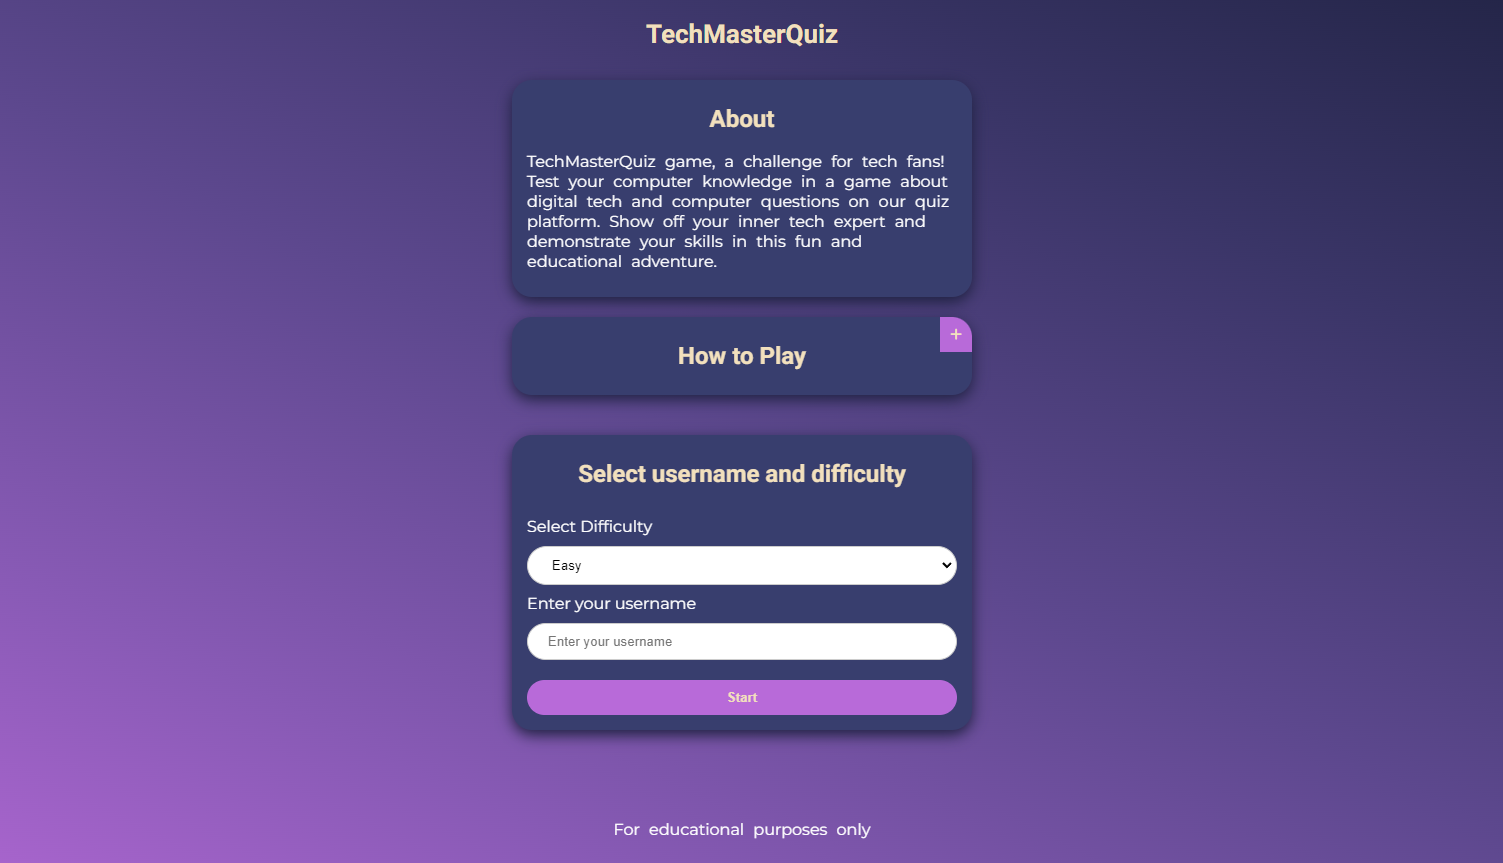 TechMasterQuiz
About
TechMasterQuiz game, a challenge for tech fans!
Test your computer knowledge in a game about
digital tech and computer questions on our quiz
platform. Show off your inner tech expert and
demonstrate your skills in this fun and
educational adventure.
+
How to Play
Select username and difficulty
Select Difficulty
Easy
Enter your username
Enter your username
Start
For educational purposes only